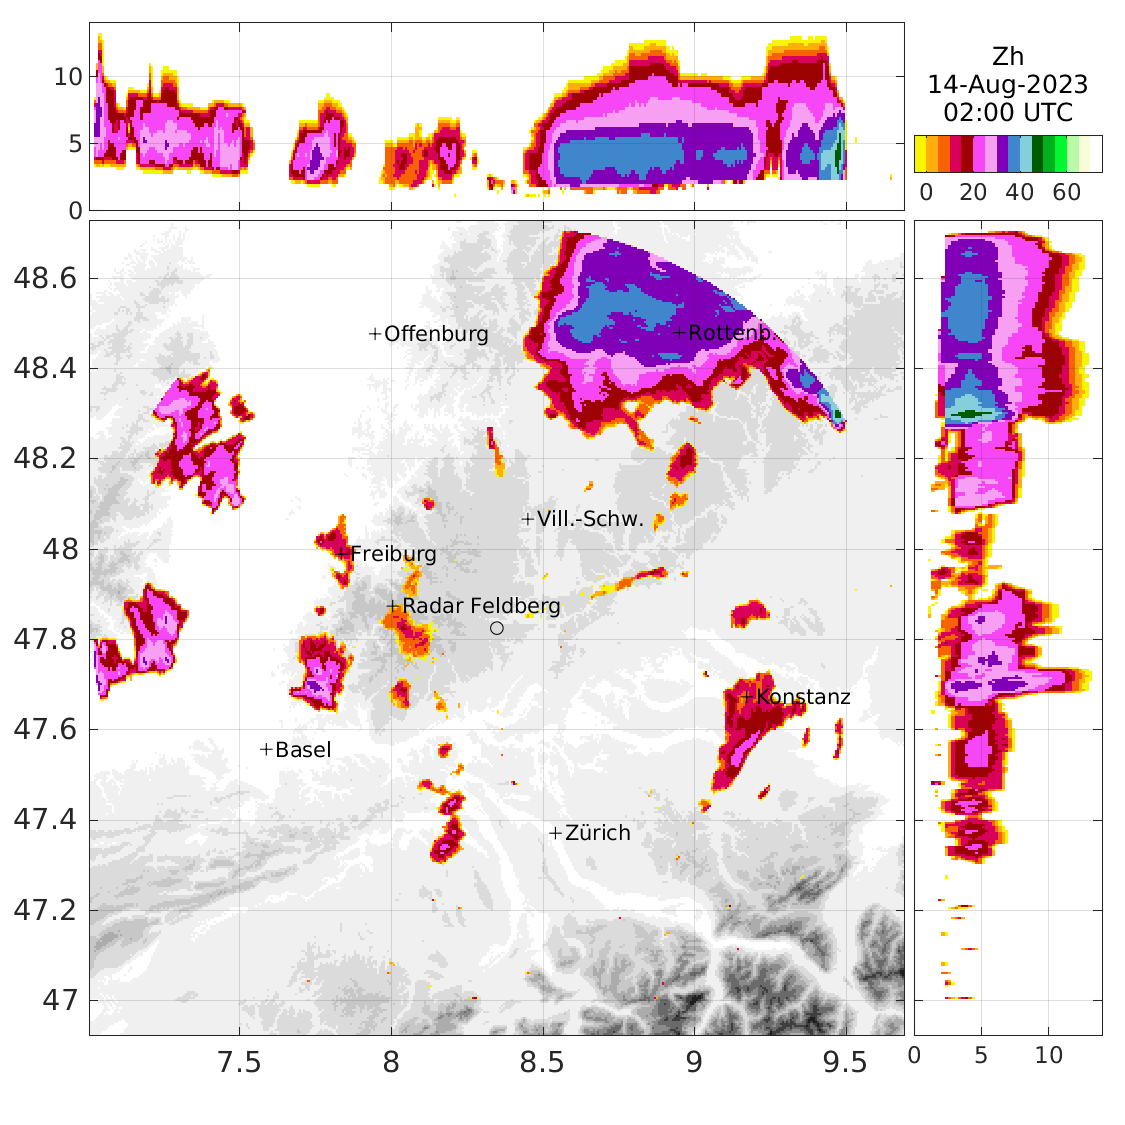 10
5
0
Zh
14-Aug-2023
02:00 UTC
0 20 40 60
48.6
48.4
48.2
48
47.8
47.6
47.4
47.2
47
+Offenburg
+Rottenb.
+Vill.-Schw.
+Freiburg
+Radar Feldberg
+Konstanz
+Basel
+Zürich
7.5 8 8.5 9 9.5
0 5 10